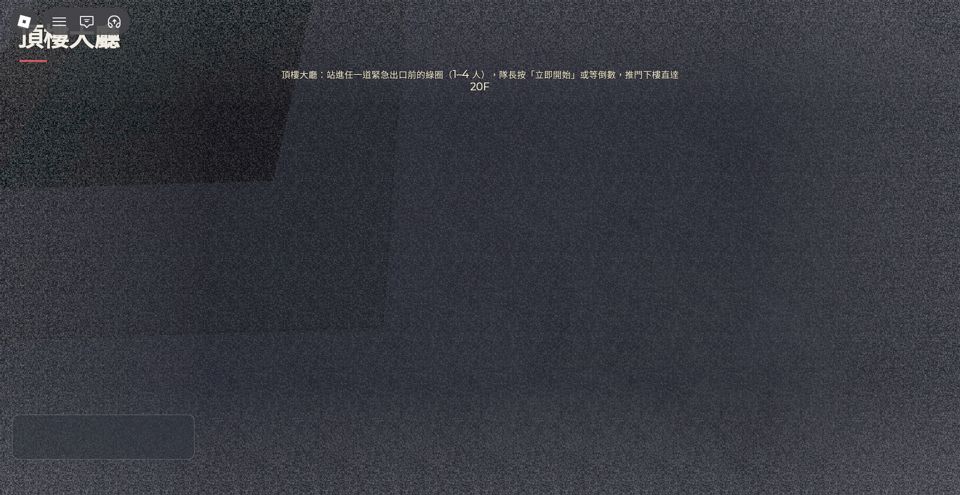 頂樓大廳
頂樓大廳：站進任一道緊急出口前的綠圈（1–4 人），隊長按「立即開始」或等倒數，推門下樓直達
20F